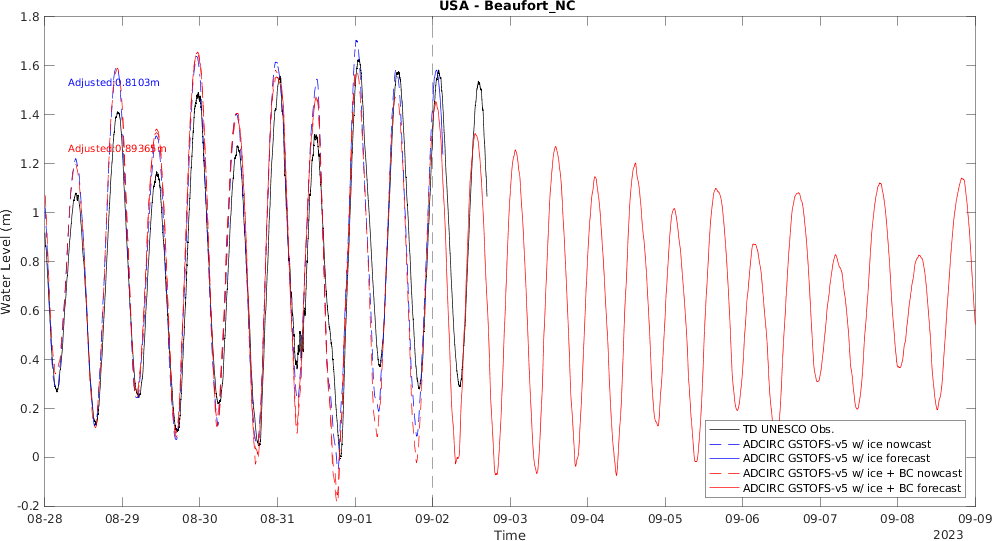 USA - Beaufort_NC
1.8
1.6
1.4
1.2
1
0.8
0.6
0.4
0.2
0
-0.2
Water Level (m)
Adjusted:0.8103m
Adjusted:0.89365m
TD UNESCO Obs.
ADCIRC GSTOFS-v5 w/ ice nowcast
ADCIRC GSTOFS-v5 w/ ice forecast
ADCIRC GSTOFS-v5 w/ ice + BC nowcast
ADCIRC GSTOFS-v5 w/ ice + BC forecast
08-28 08-29 08-30 08-31 09-01 09-02 09-03 09-04 09-05 09-06 09-07 09-08 09-09
Time
2023